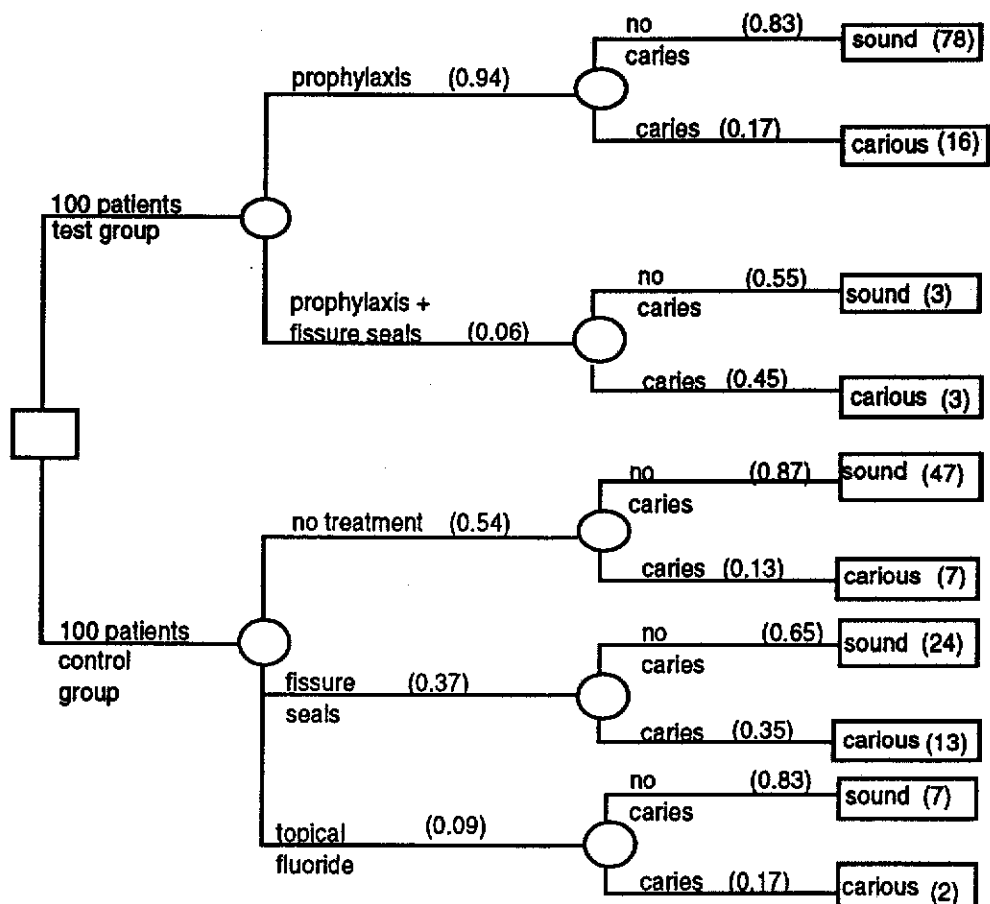 no (0.83)
caries
sound (78)
prophylaxis (0.94)
caries (0.17)
carious (16)
100 patients
test group
no (0.55)
caries
sound (3)
prophylaxis +
fissure seals (0.06)
caries (0.45)
carious (3)
no (0.87)
caries
sound (47)
no treatment (0.54)
caries (0.13)
carious (7)
100 patients
control
group
no (0.65)
caries
sound (24)
fissure (0.37)
seals
caries (0.35)
carious (13)
no (0.83)
caries
sound (7)
topical (0.09)
fluoride
caries (0.17)
carious (2)